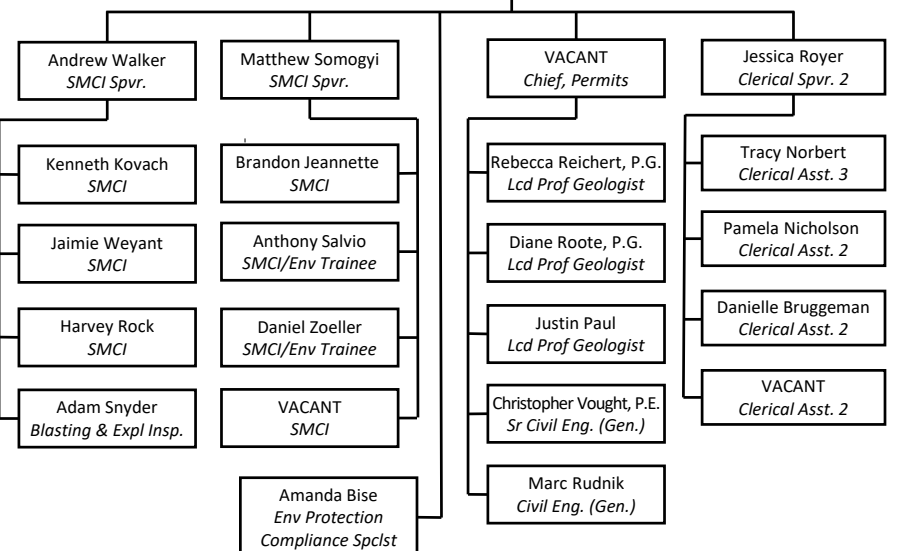 Andrew Walker
SMCI Spvr.
Matthew Somogyi
SMCI Spvr.
VACANT
Chief, Permits
Jessica Royer
Clerical Spvr. 2
Kenneth Kovach
SMCI
Jaimie Weyant
SMCI
Harvey Rock
SMCI
Adam Snyder
Blasting & Expl Insp.
Brandon Jeannette
SMCI
Anthony Salvio
SMCI/Env Trainee
Daniel Zoeller
SMCI/Env Trainee
VACANT
SMCI
Amanda Bise
Env Protection
Compliance Spclst
Rebecca Reichert, P.G.
Lcd Prof Geologist
Diane Roote, P.G.
Lcd Prof Geologist
Justin Paul
Lcd Prof Geologist
Christopher Vought, P.E.
Sr Civil Eng. (Gen.)
Marc Rudnik
Civil Eng. (Gen.)
Tracy Norbert
Clerical Asst. 3
Pamela Nicholson
Clerical Asst. 2
Danielle Bruggeman
Clerical Asst. 2
VACANT
Clerical Asst. 2